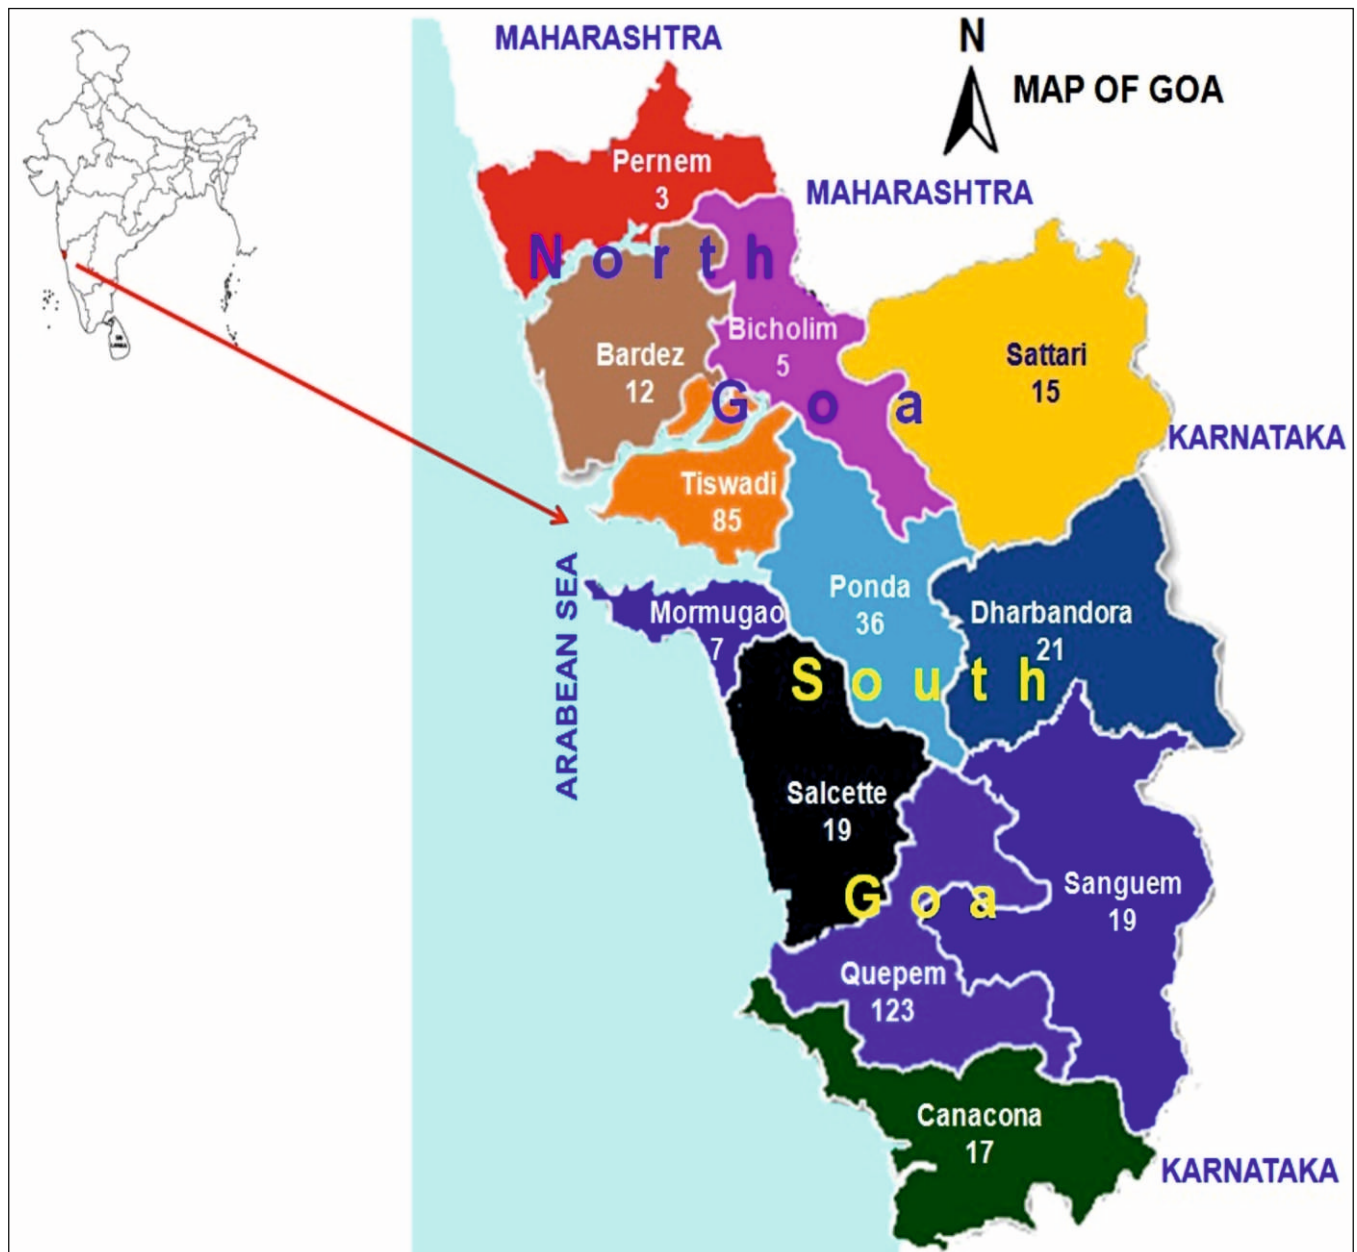 MAHARASHTRA
N
MAP OF GOA
Pernem
3
MAHARASHTRA
North
Bicholim
5
Bardez
12
Sattari
15
Goa
KARNATAKA
Tiswadi
85
ARABEAN SEA
Ponda
36
Mormugao
7
Dharbandora
21
South
Salcette
19
Goa
Sanguem
19
Quepem
123
Canacona
17
KARNATAKA